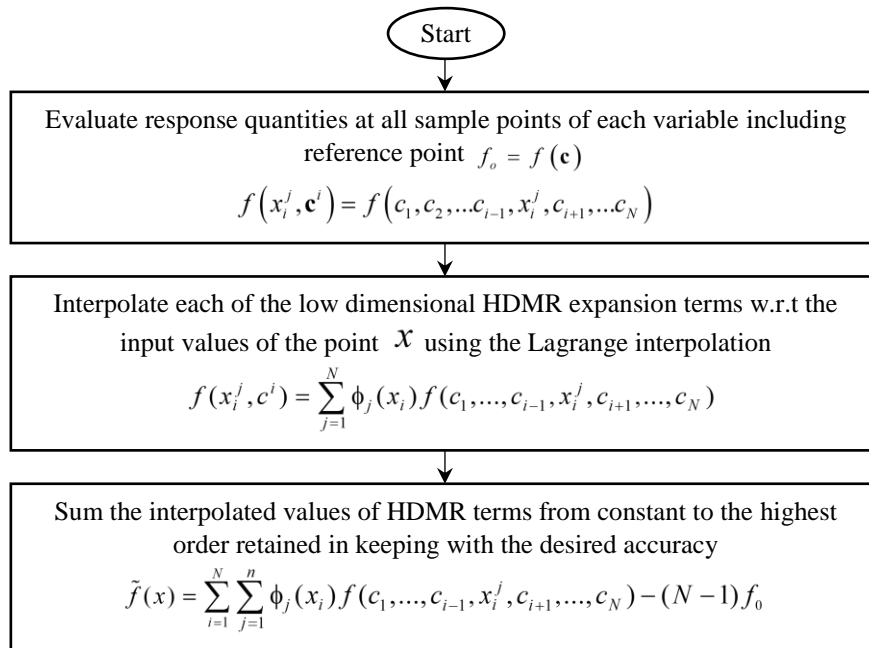 Start
Evaluate response quantities at all sample points of each variable including
reference point f_o = f(𝐜)
f(x_i^j, 𝐜^i) = f(c_1, c_2, ...c_{i−1}, x_i^j, c_{i+1}, ...c_N)
Interpolate each of the low dimensional HDMR expansion terms w.r.t the
input values of the point x using the Lagrange interpolation
f(x_i^j, c^i) = ∑_{j=1}^{N} ϕ_j(x_i) f(c_1, ..., c_{i−1}, x_i^j, c_{i+1}, ..., c_N)
Sum the interpolated values of HDMR terms from constant to the highest
order retained in keeping with the desired accuracy
f̃(x) = ∑_{i=1}^{N} ∑_{j=1}^{n} ϕ_j(x_i) f(c_1, ..., c_{i−1}, x_i^j, c_{i+1}, ..., c_N) − (N − 1) f_0